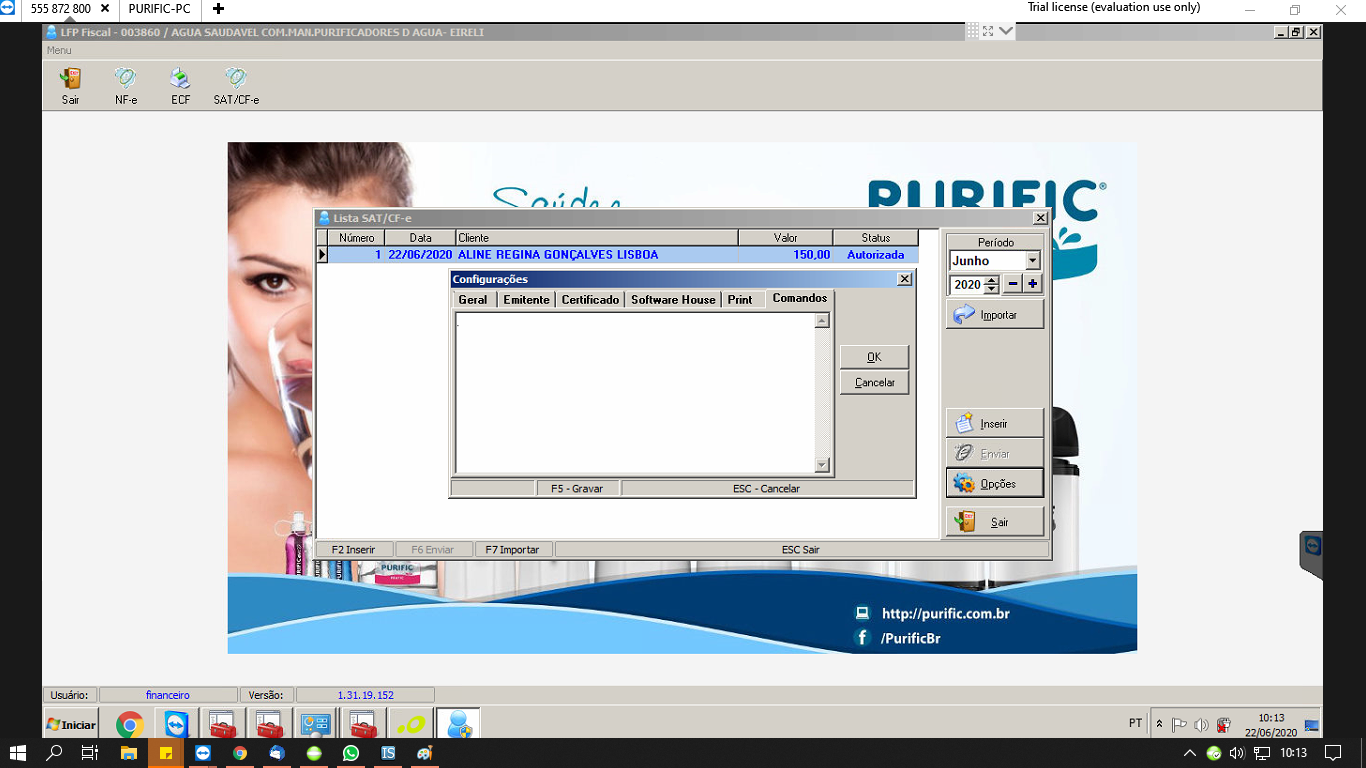 555 872 800
PURIFIC-PC
Trial license (evaluation use only)
LFP Fiscal - 003860 / AGUA SAUDAVEL COM.MAN.PURIFICADORES D AGUA- EIRELI
Menu
Sair
NF-e
ECF
SAT/CF-e
PURIFIC®
Lista SAT/CF-e
Número Data Cliente Valor Status
1 22/06/2020 ALINE REGINA GONÇALVES LISBOA 150,00 Autorizada
Período
Junho
2020
Importar
Configurações
Geral Emitente Certificado Software House Print Comandos
.
OK
Cancelar
F5 - Gravar
ESC - Cancelar
Inserir
Enviar
Opções
Sair
F2 Inserir
F6 Enviar
F7 Importar
ESC Sair
PURIFIC
http://purific.com.br
/PurificBr
Usuário: financeiro Versão: 1.31.19.152
Iniciar
PT
10:13
22/06/2020
10:13